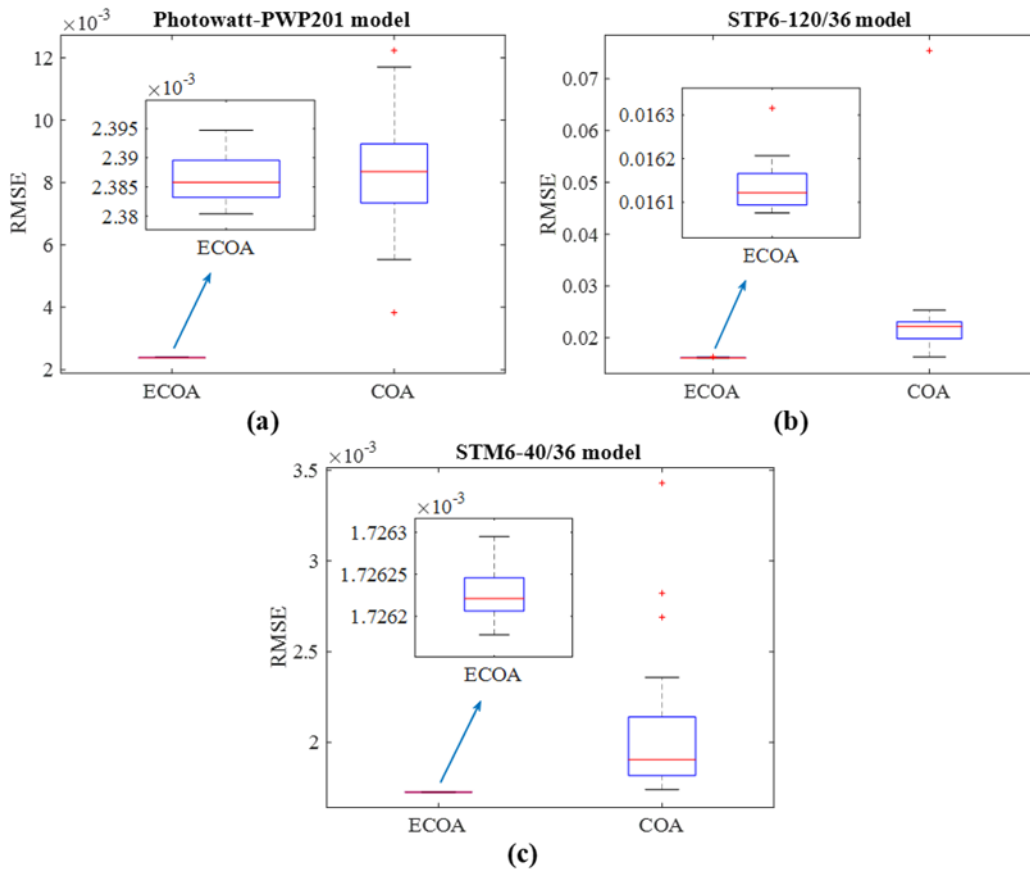 Photowatt-PWP201 model
×10⁻³
12
10
8
6
4
2
RMSE
×10⁻³
2.395
2.39
2.385
2.38
ECOA
ECOA
COA
(a)
STP6-120/36 model
0.07
0.06
0.05
0.04
0.03
0.02
RMSE
0.0163
0.0162
0.0161
ECOA
ECOA
COA
(b)
STM6-40/36 model
×10⁻³
3.5
3
2.5
2
RMSE
×10⁻³
1.7263
1.72625
1.7262
ECOA
ECOA
COA
(c)